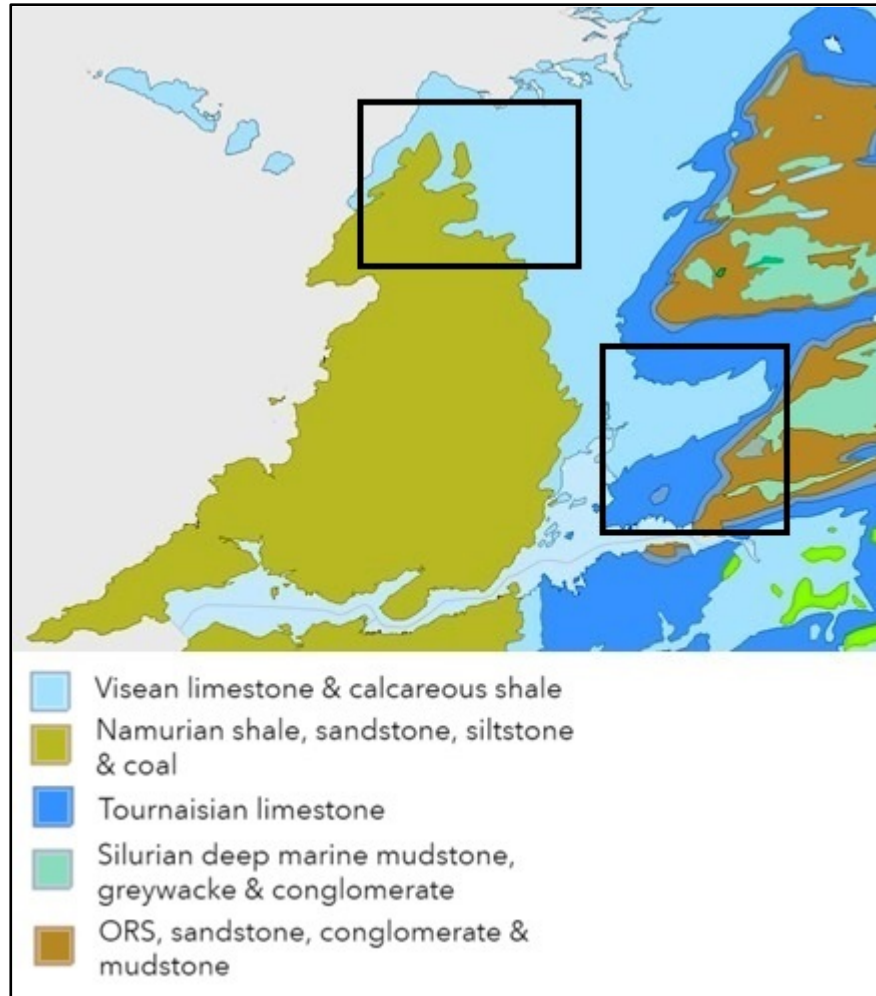 Visean limestone & calcareous shale
Namurian shale, sandstone, siltstone
& coal
Tournaisian limestone
Silurian deep marine mudstone,
greywacke & conglomerate
ORS, sandstone, conglomerate &
mudstone